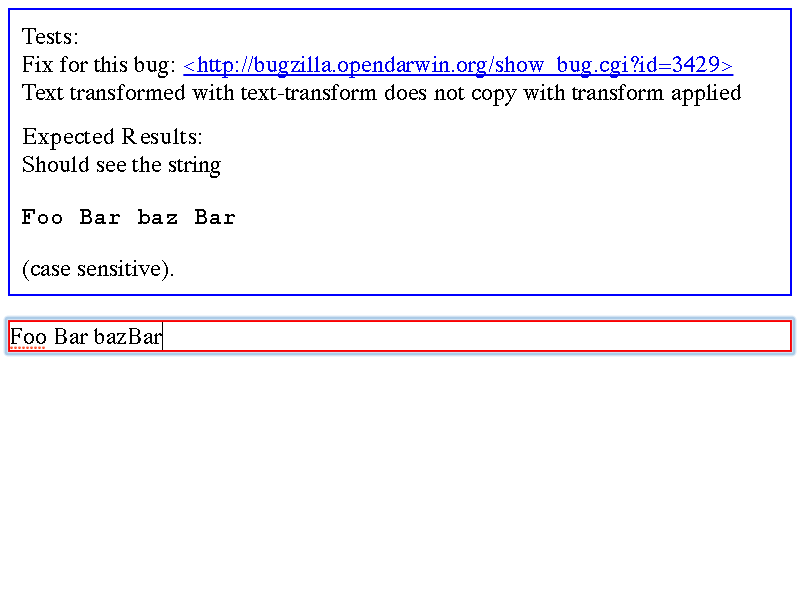 Tests:
Fix for this bug: <http://bugzilla.opendarwin.org/show_bug.cgi?id=3429>
Text transformed with text-transform does not copy with transform applied
Expected Results:
Should see the string
Foo Bar baz Bar
(case sensitive).
Foo Bar bazBar